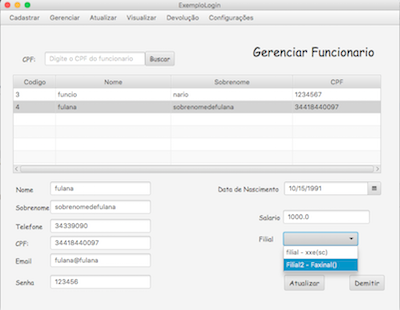 ExemploLogin
Cadastrar Gerenciar Atualizar Visualizar Devolução Configurações
Gerenciar Funcionario
CPF: Digite o CPF do funcionario Buscar
Codigo Nome Sobrenome CPF
3 funcio nario 1234567
4 fulana sobrenomedefulana 34418440097
Nome fulana Data de Nascimento 10/15/1991
Sobrenome sobrenomedefulana Salario 1000.0
Telefone 34339090
CPF: 34418440097 Filial
Email fulana@fulana filial - xxe(sc)
Filial2 - Faxinal()
Senha 123456 Atualizar Demitir